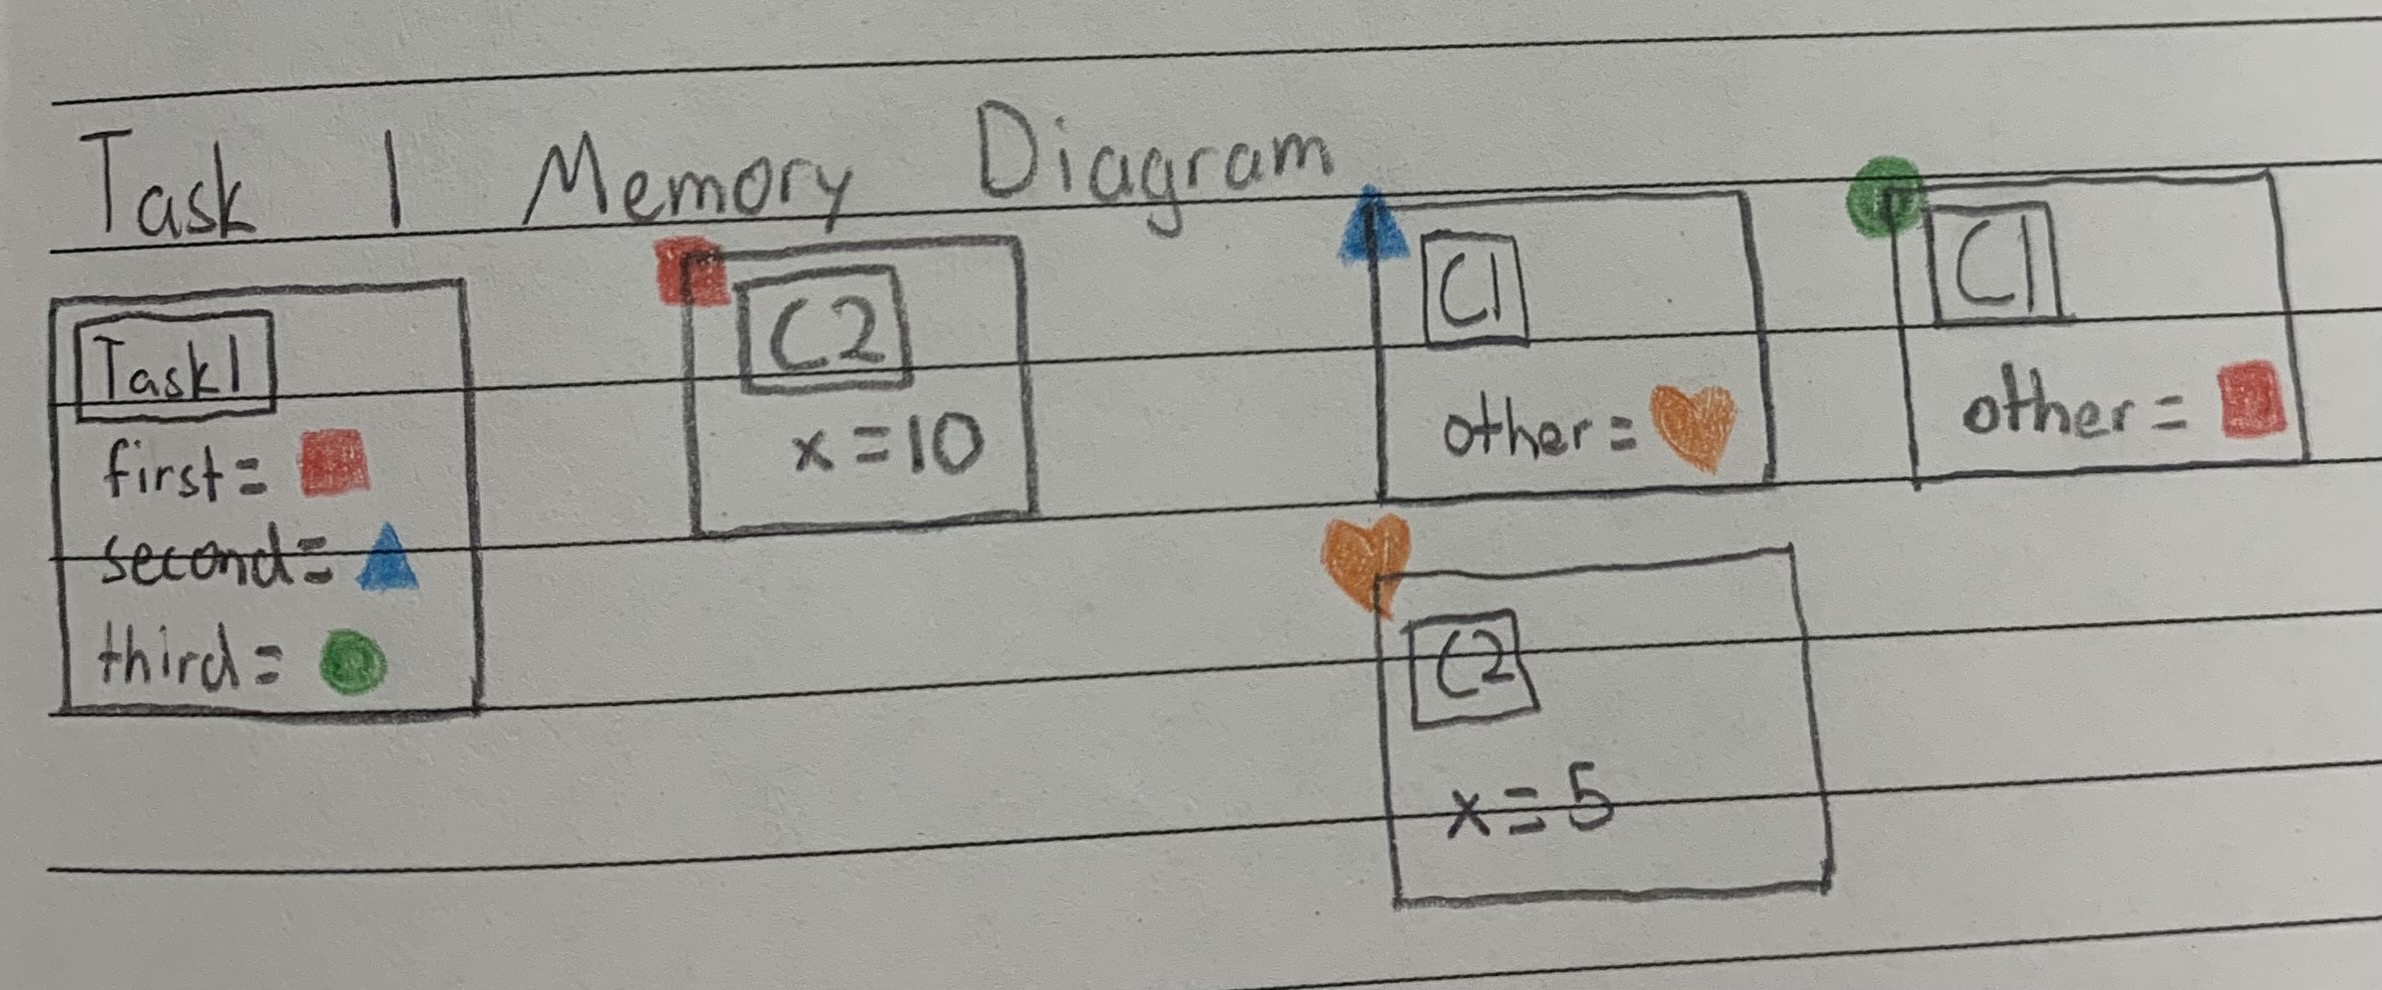 Task 1 Memory Diagram
Task1
first=
second=
third=
C2
x=10
C1
other=
C1
other=
C2
x=5